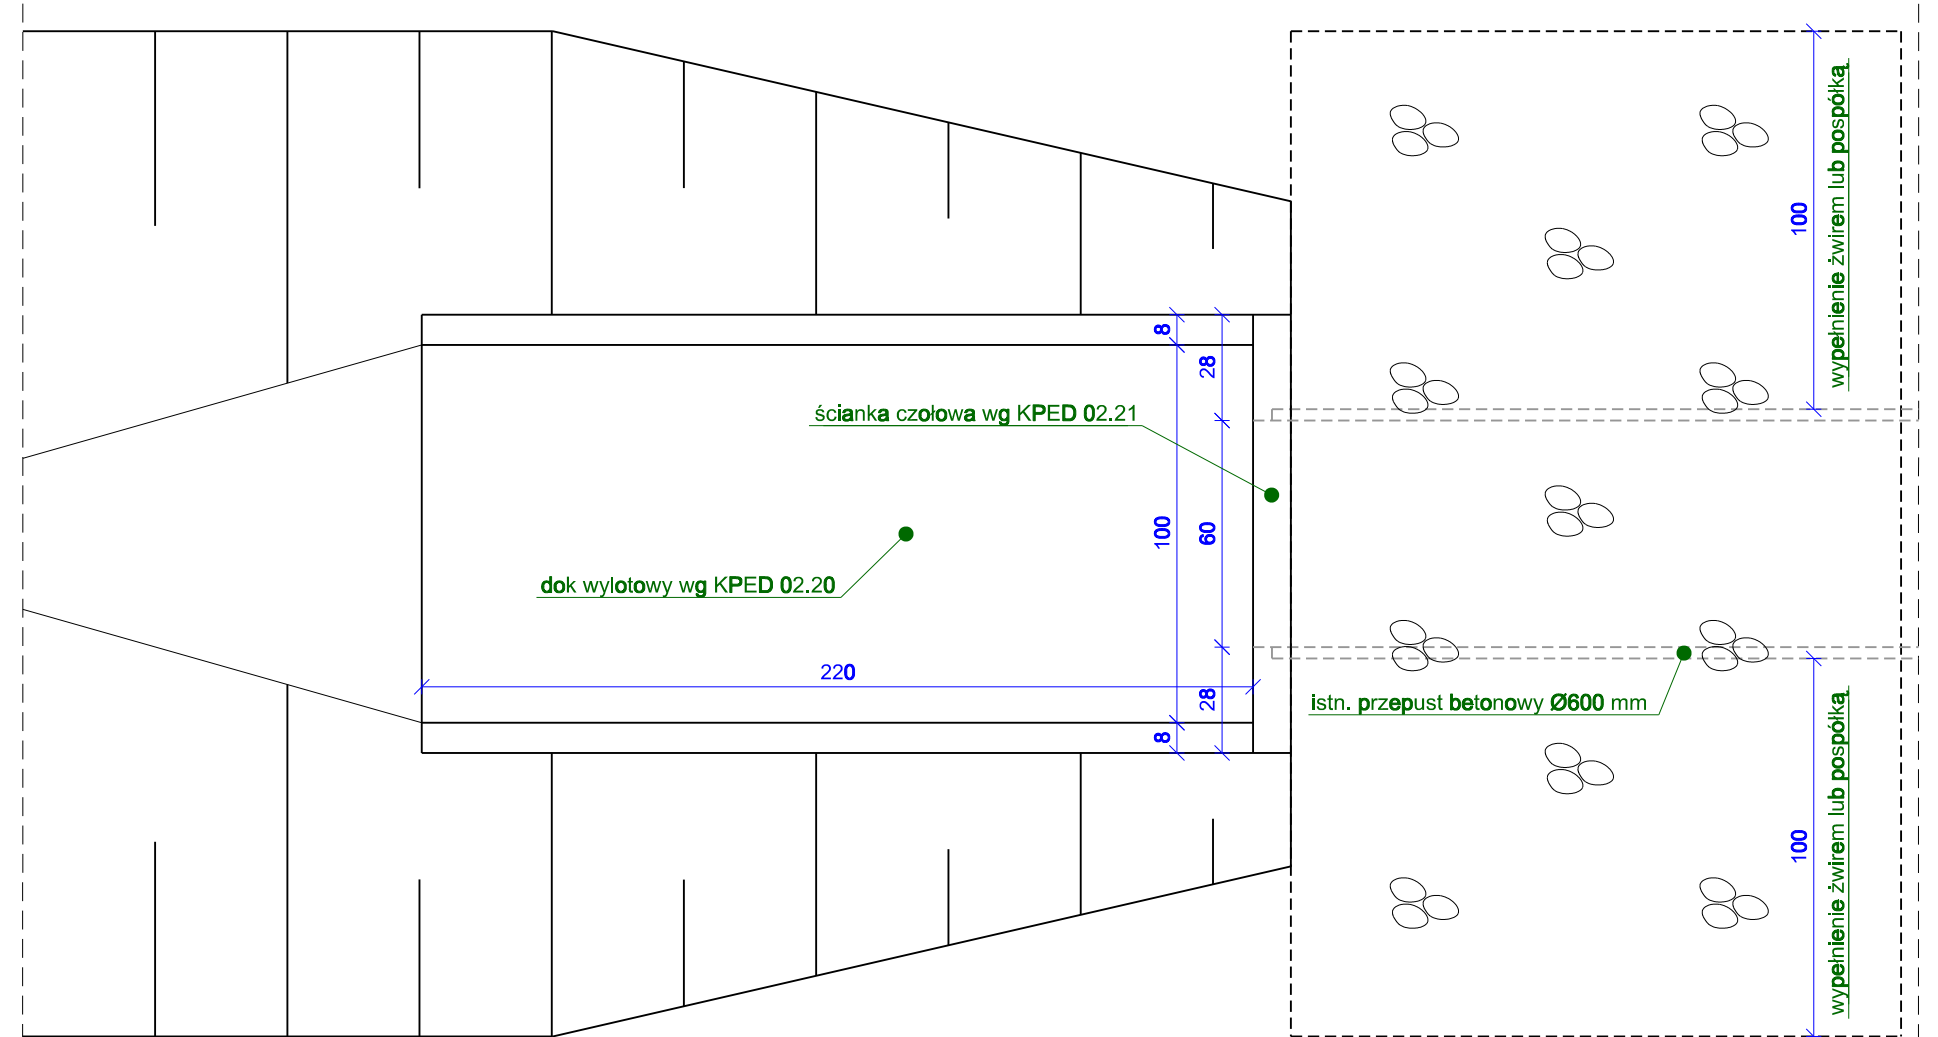 100
wypełnienie żwirem lub pospółką
8
28
ścianka czołowa wg KPED 02.21
100
60
dok wylotowy wg KPED 02.20
220
28
istn. przepust betonowy Ø600 mm
8
100
wypełnienie żwirem lub pospółką